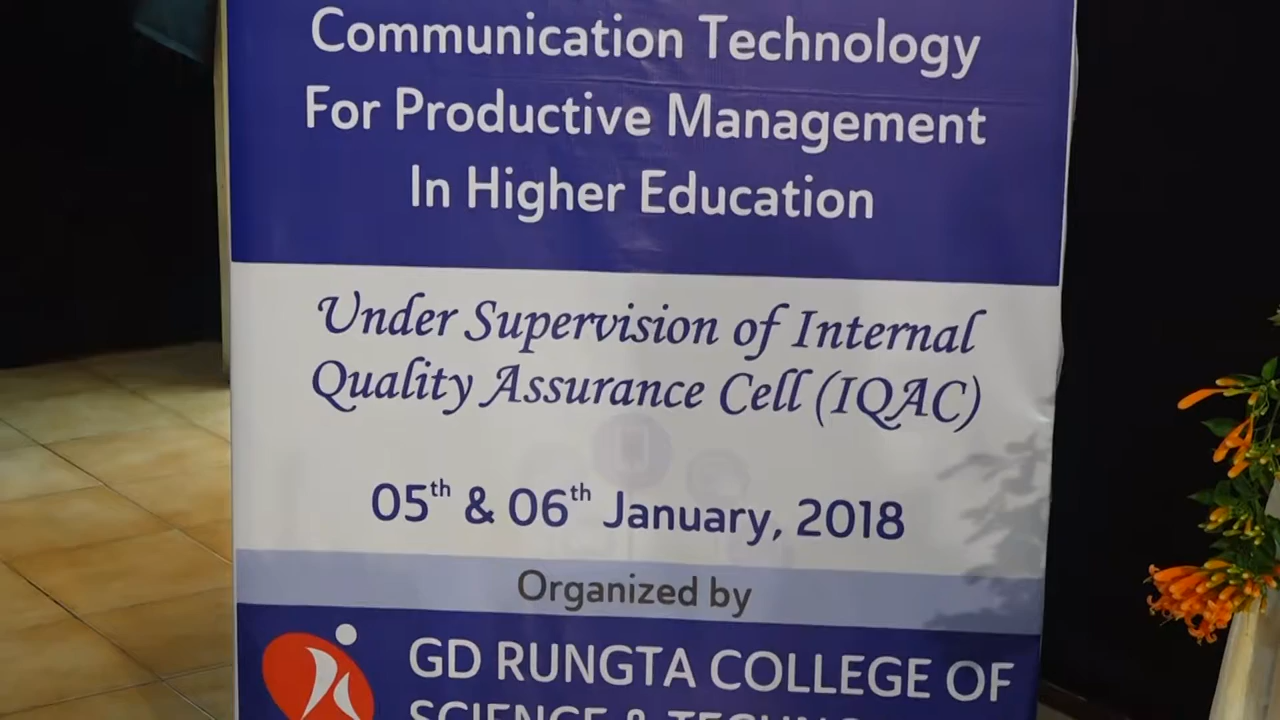 Communication Technology
For Productive Management
In Higher Education
Under Supervision of Internal
Quality Assurance Cell (IQAC)
05th & 06th January, 2018
Organized by
GD RUNGTA COLLEGE OF
SCIENCE &